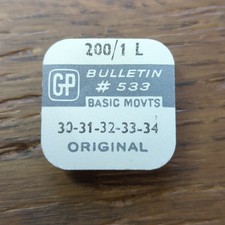 200/1 L
GP
BULLETIN
# 533
BASIC MOVTS
30-31-32-33-34
ORIGINAL